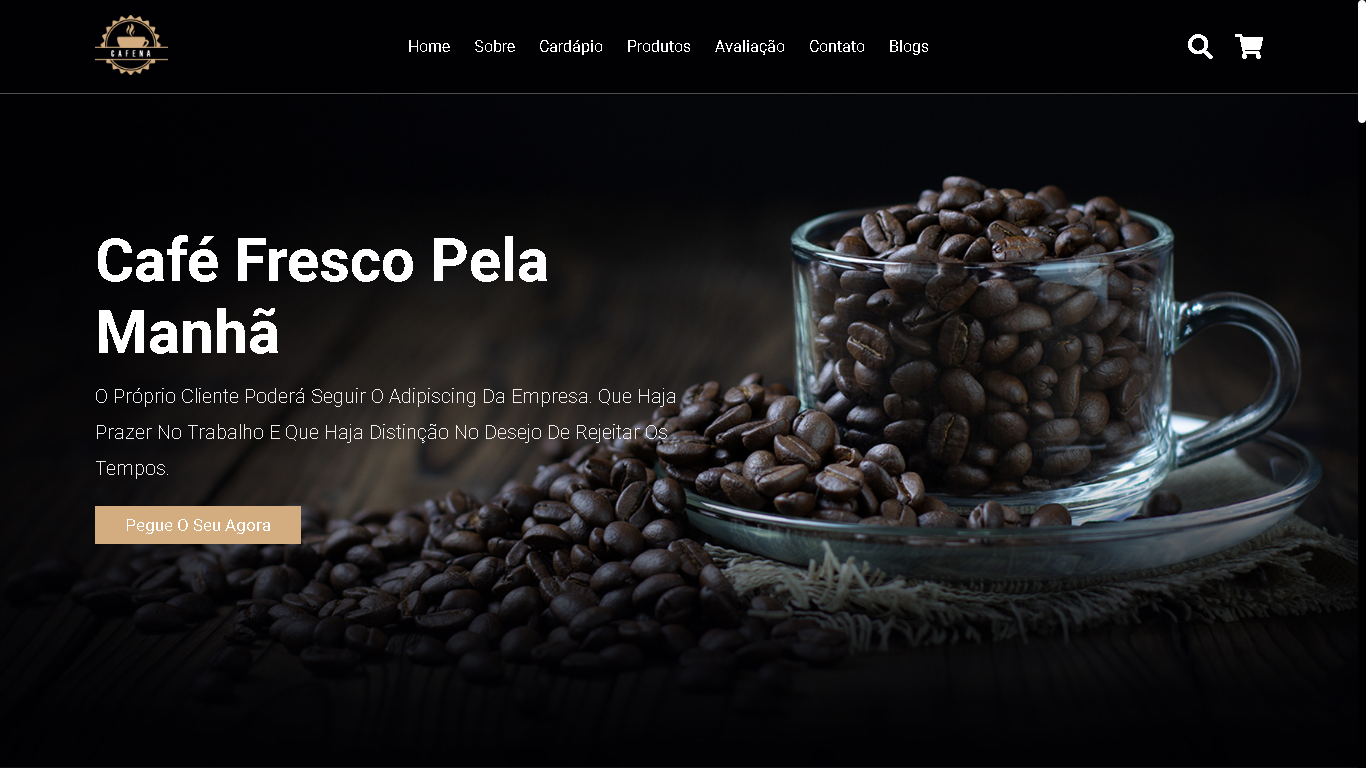 CAFENA
Home Sobre Cardápio Produtos Avaliação Contato Blogs
Café Fresco Pela
Manhã
O Próprio Cliente Poderá Seguir O Adipiscing Da Empresa. Que Haja
Prazer No Trabalho E Que Haja Distinção No Desejo De Rejeitar Os
Tempos.
Pegue O Seu Agora